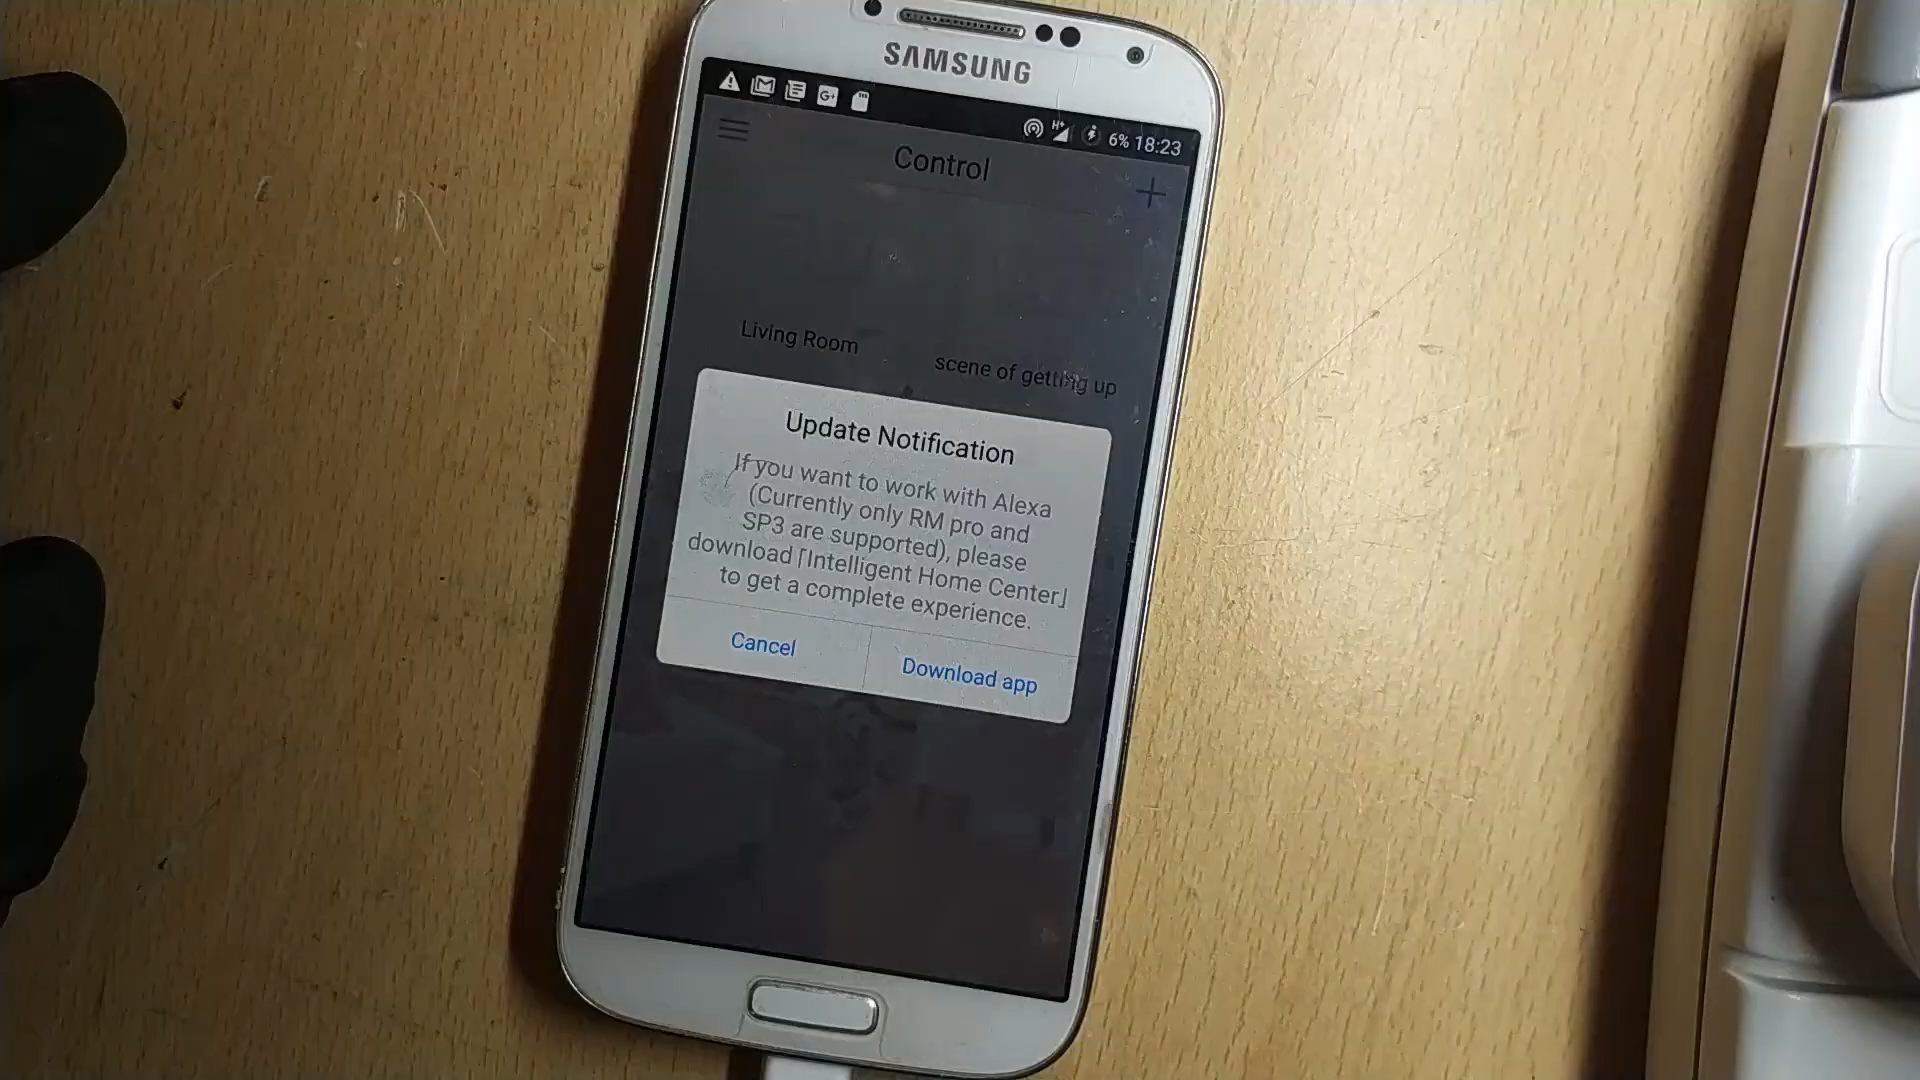 SAMSUNG
G+
H+
6% 18:23
Control
Living Room
scene of getting up
Update Notification
If you want to work with Alexa
(Currently only RM pro and
SP3 are supported), please
download「Intelligent Home Center」
to get a complete experience.
Cancel
Download app